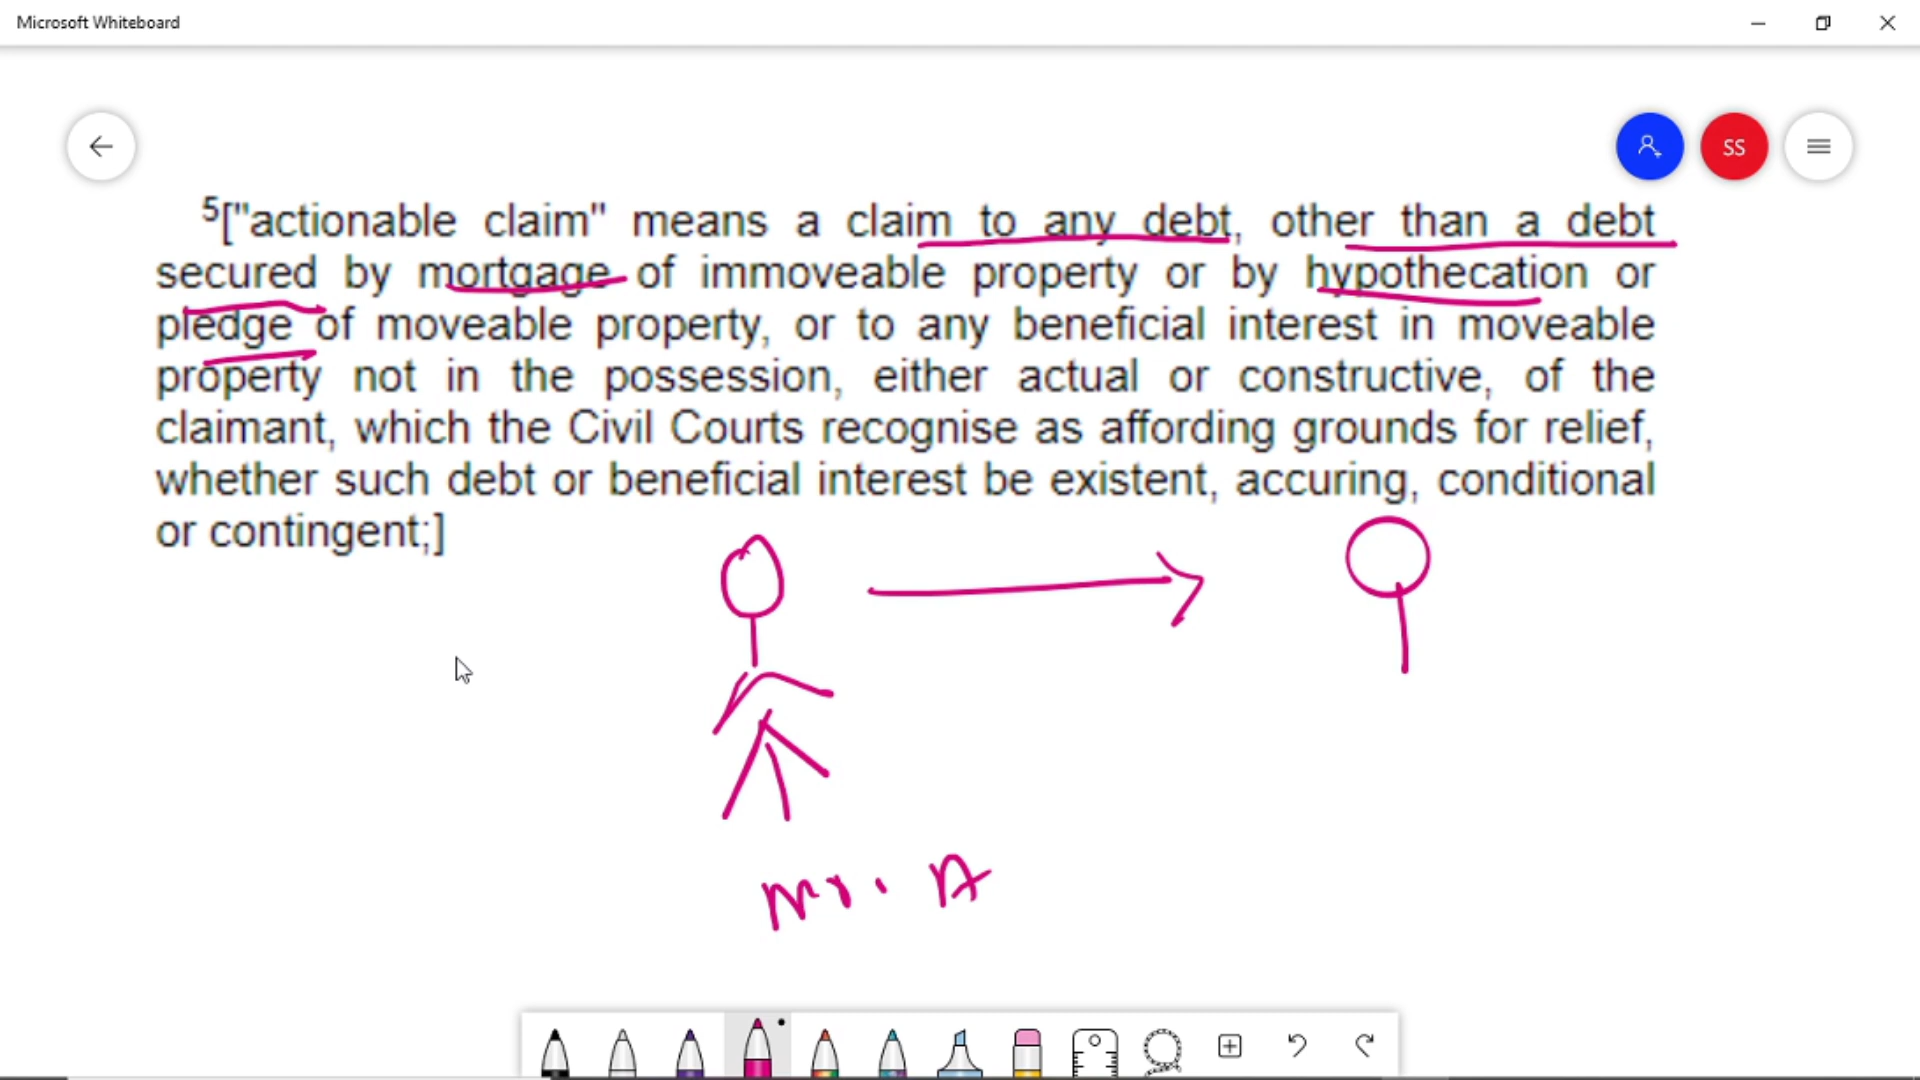 Microsoft Whiteboard
SS
5["actionable claim" means a claim to any debt, other than a debt
secured by mortgage of immoveable property or by hypothecation or
pledge of moveable property, or to any beneficial interest in moveable
property not in the possession, either actual or constructive, of the
claimant, which the Civil Courts recognise as affording grounds for relief,
whether such debt or beneficial interest be existent, accuring, conditional
or contingent;]
Mr. A